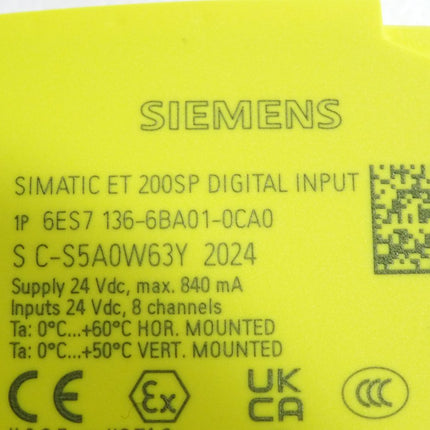 SIEMENS
SIMATIC ET 200SP DIGITAL INPUT
1P 6ES7 136-6BA01-0CA0
S C-S5A0W63Y 2024
Supply 24 Vdc, max. 840 mA
Inputs 24 Vdc, 8 channels
Ta: 0°C...+60°C HOR. MOUNTED
Ta: 0°C...+50°C VERT. MOUNTED
CE Ex UK CA CCC